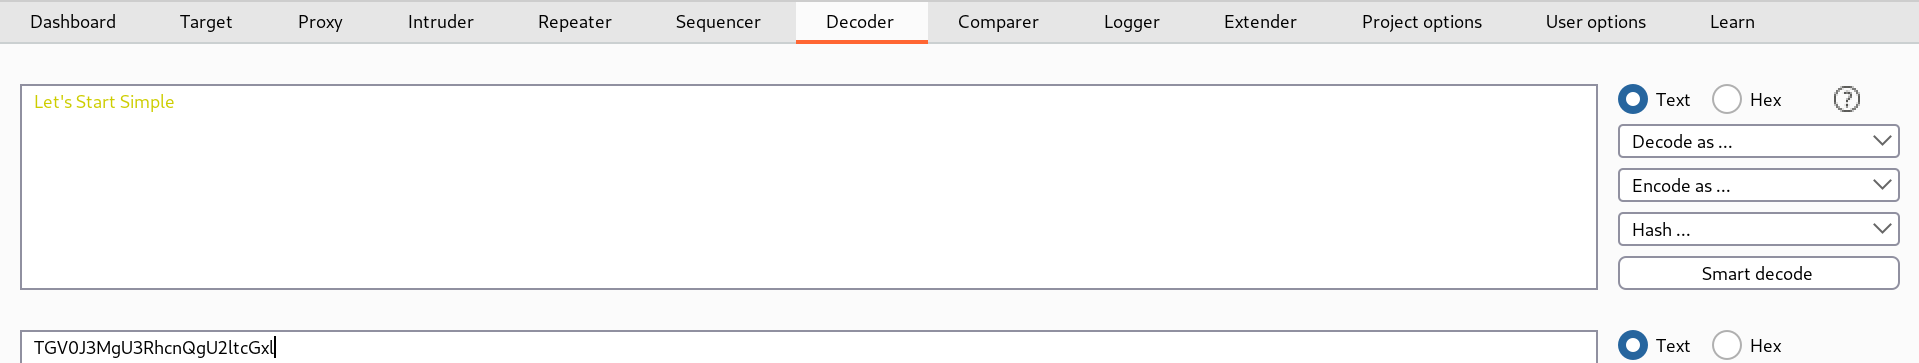 Dashboard Target Proxy Intruder Repeater Sequencer Decoder Comparer Logger Extender Project options User options Learn
Let's Start Simple
Text Hex ?
Decode as ...
Encode as ...
Hash ...
Smart decode
TGV0J3MgU3RhcnQgU2ltcGxl
Text Hex